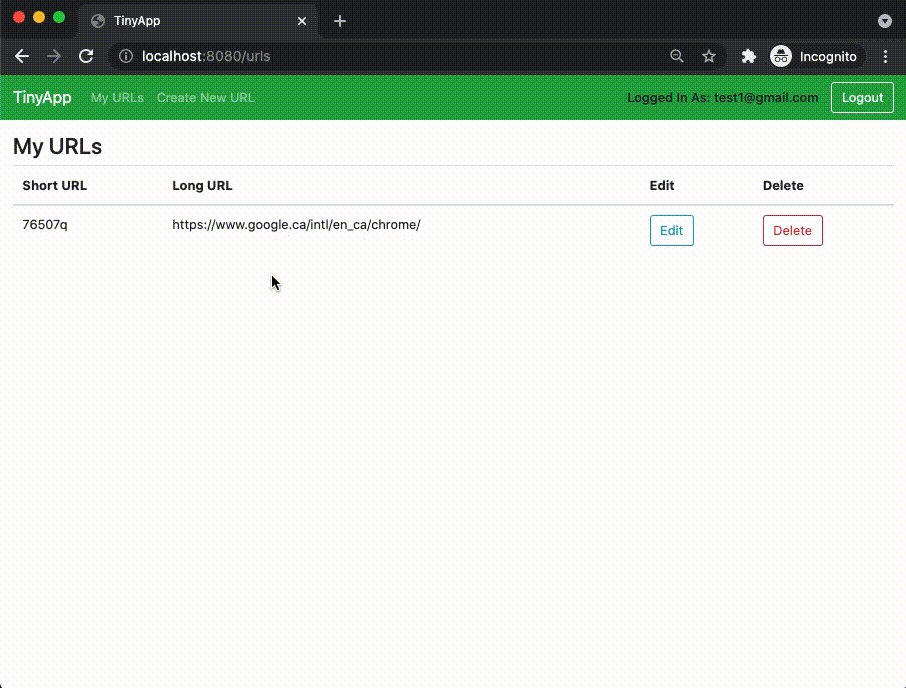 TinyApp
localhost:8080/urls Incognito
TinyApp My URLs Create New URL Logged In As: test1@gmail.com Logout
My URLs
Short URL Long URL Edit Delete
76507q https://www.google.ca/intl/en_ca/chrome/ Edit Delete